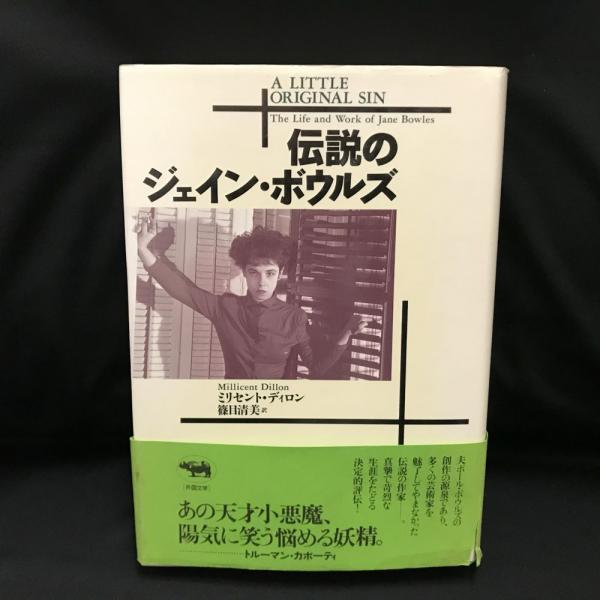 A LITTLE
ORIGINAL SIN
The Life and Work of Jane Bowles
伝説の
ジェイン・ボウルズ
Millicent Dillon
ミリセント・ディロン
篠目清美 訳
夫ポール・ボウルズの
創作の源泉であり、
多くの芸術家を
魅了してやまなかった
伝説の作家――。
真摯で苛烈な
生涯をたどる
決定的評伝!
外国文学
あの天才小悪魔、
陽気に笑う悩める妖精。
…………トルーマン・カポーティ